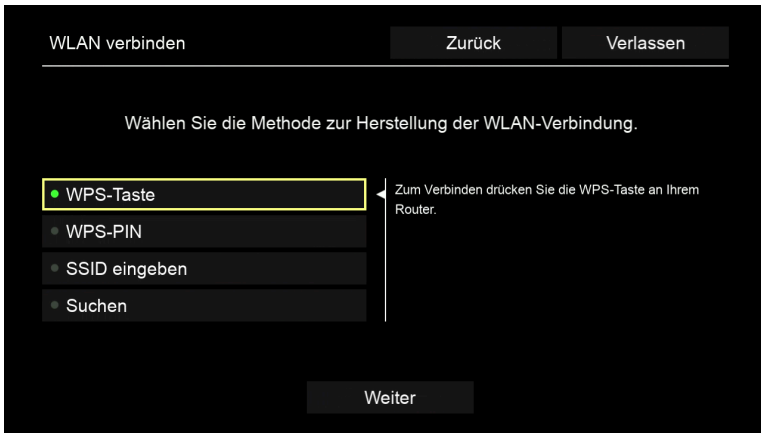 WLAN verbinden
Zurück
Verlassen
Wählen Sie die Methode zur Herstellung der WLAN-Verbindung.
WPS-Taste
Zum Verbinden drücken Sie die WPS-Taste an Ihrem
Router.
WPS-PIN
SSID eingeben
Suchen
Weiter